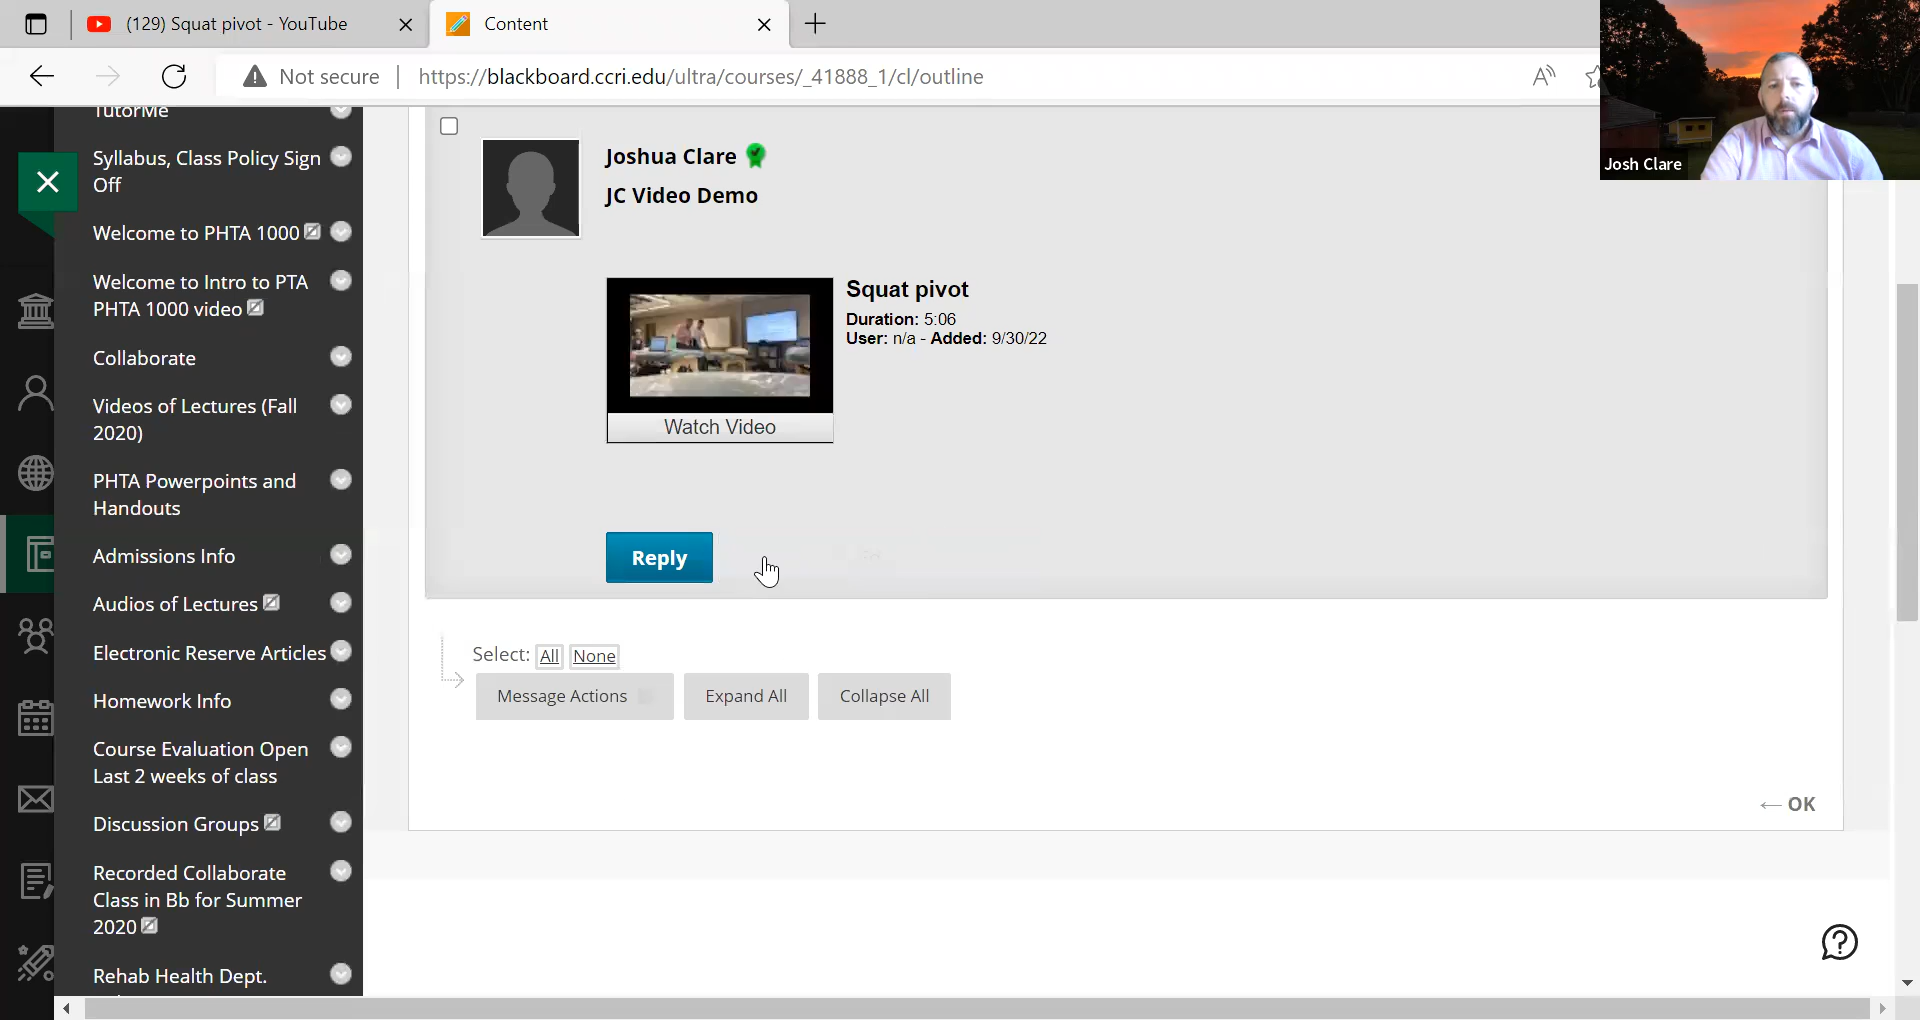 (129) Squat pivot - YouTube
Content
Not secure
https://blackboard.ccri.edu/ultra/courses/_41888_1/cl/outline
Josh Clare
TutorMe
Syllabus, Class Policy Sign
Off
Welcome to PHTA 1000
Welcome to Intro to PTA
PHTA 1000 video
Collaborate
Videos of Lectures (Fall
2020)
PHTA Powerpoints and
Handouts
Admissions Info
Audios of Lectures
Electronic Reserve Articles
Homework Info
Course Evaluation Open
Last 2 weeks of class
Discussion Groups
Recorded Collaborate
Class in Bb for Summer
2020
Rehab Health Dept.
Joshua Clare
JC Video Demo
Squat pivot
Duration: 5:06
User: n/a - Added: 9/30/22
Watch Video
Reply
Select: All None
Message Actions
Expand All
Collapse All
← OK